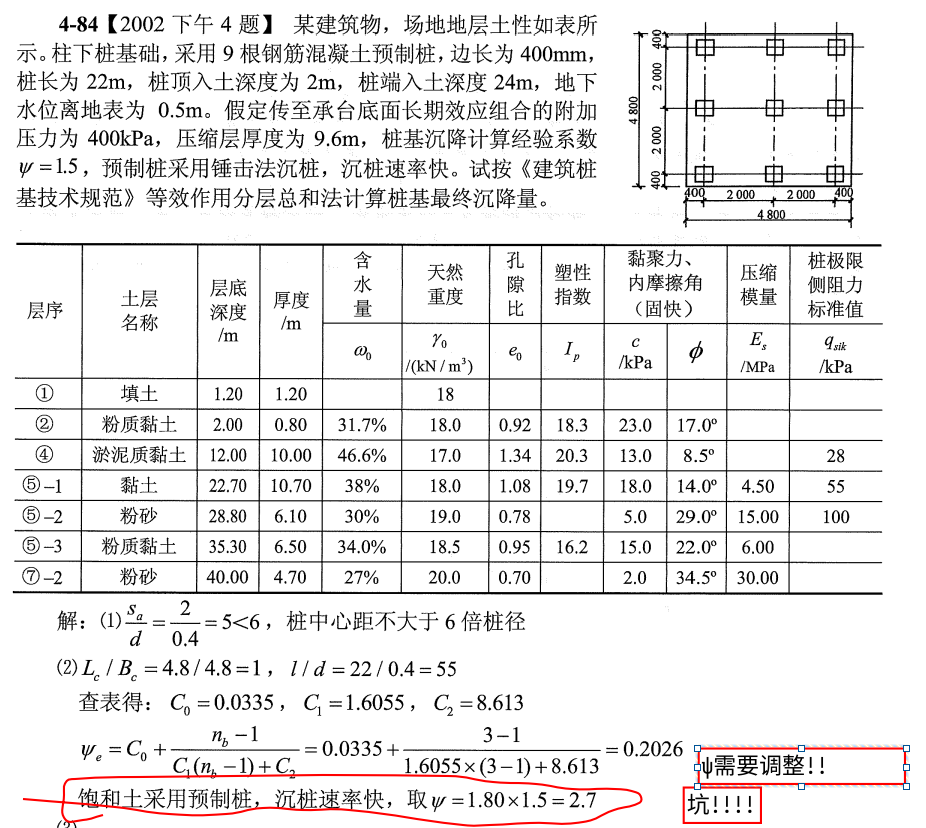 4-84【2002 下午 4 题】 某建筑物，场地地层土性如表所
示。柱下桩基础，采用 9 根钢筋混凝土预制桩，边长为 400mm，
桩长为 22m，桩顶入土深度为 2m，桩端入土深度 24m，地下
水位离地表为 0.5m。假定传至承台底面长期效应组合的附加
压力为 400kPa，压缩层厚度为 9.6m，桩基沉降计算经验系数
ψ=1.5，预制桩采用锤击法沉桩，沉桩速率快。试按《建筑桩
基技术规范》等效作用分层总和法计算桩基最终沉降量。
400
2 000
4 800
2 000
400
400 2 000 2 000 400
4 800
层序 土层名称 层底深度/m 厚度/m 含水量 ω₀ 天然重度 γ₀/(kN/m³) 孔隙比 e₀ 塑性指数 I_p 黏聚力、内摩擦角（固快） c/kPa ϕ 压缩模量 E_s/MPa 桩极限侧阻力标准值 q_sik/kPa
① 填土 1.20 1.20 18
② 粉质黏土 2.00 0.80 31.7% 18.0 0.92 18.3 23.0 17.0°
④ 淤泥质黏土 12.00 10.00 46.6% 17.0 1.34 20.3 13.0 8.5° 28
⑤-1 黏土 22.70 10.70 38% 18.0 1.08 19.7 18.0 14.0° 4.50 55
⑤-2 粉砂 28.80 6.10 30% 19.0 0.78 5.0 29.0° 15.00 100
⑤-3 粉质黏土 35.30 6.50 34.0% 18.5 0.95 16.2 15.0 22.0° 6.00
⑦-2 粉砂 40.00 4.70 27% 20.0 0.70 2.0 34.5° 30.00
解：⑴ s_a/d = 2/0.4 = 5<6，桩中心距不大于 6 倍桩径
⑵ L_c / B_c = 4.8/4.8=1，l/d = 22/0.4=55
查表得：C₀=0.0335，C₁=1.6055，C₂=8.613
ψ_e = C₀ + (n_b −1)/(C₁(n_b −1)+C₂) = 0.0335 + (3−1)/(1.6055×(3−1)+8.613) = 0.2026
ψ需要调整!!
饱和土采用预制桩，沉桩速率快，取ψ=1.80×1.5=2.7
坑!!!!